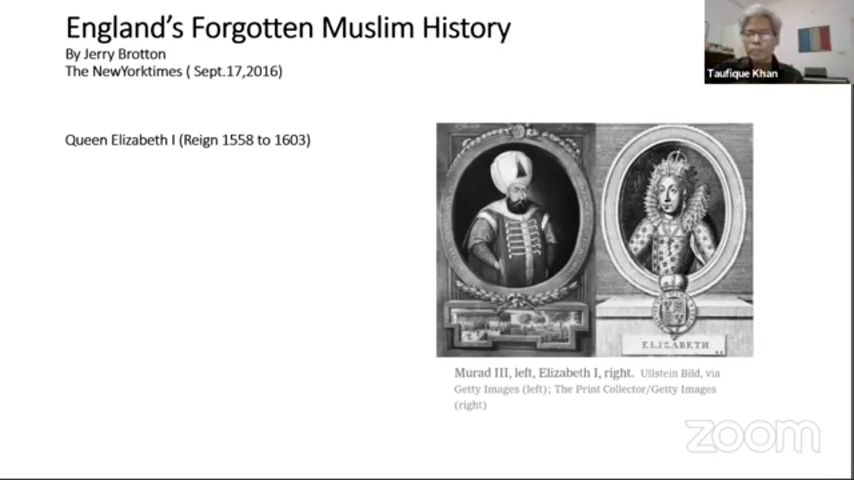 England's Forgotten Muslim History
By Jerry Brotton
The NewYorktimes ( Sept.17,2016)
Taufique Khan
Queen Elizabeth I (Reign 1558 to 1603)
ELIZABETH
Murad III, left, Elizabeth I, right. Ullstein Bild, via
Getty Images (left); The Print Collector/Getty Images
(right)
zoom